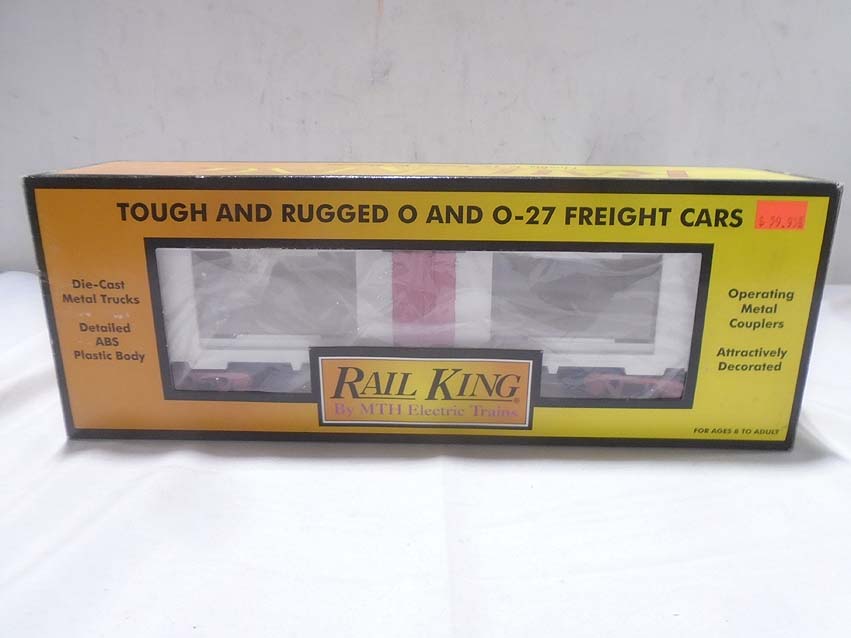 TOUGH AND RUGGED O AND O-27 FREIGHT CARS
Die-Cast
Metal Trucks
Detailed
ABS
Plastic Body
Operating
Metal
Couplers
Attractively
Decorated
RAIL KING®
By MTH Electric Trains
FOR AGES 8 TO ADULT